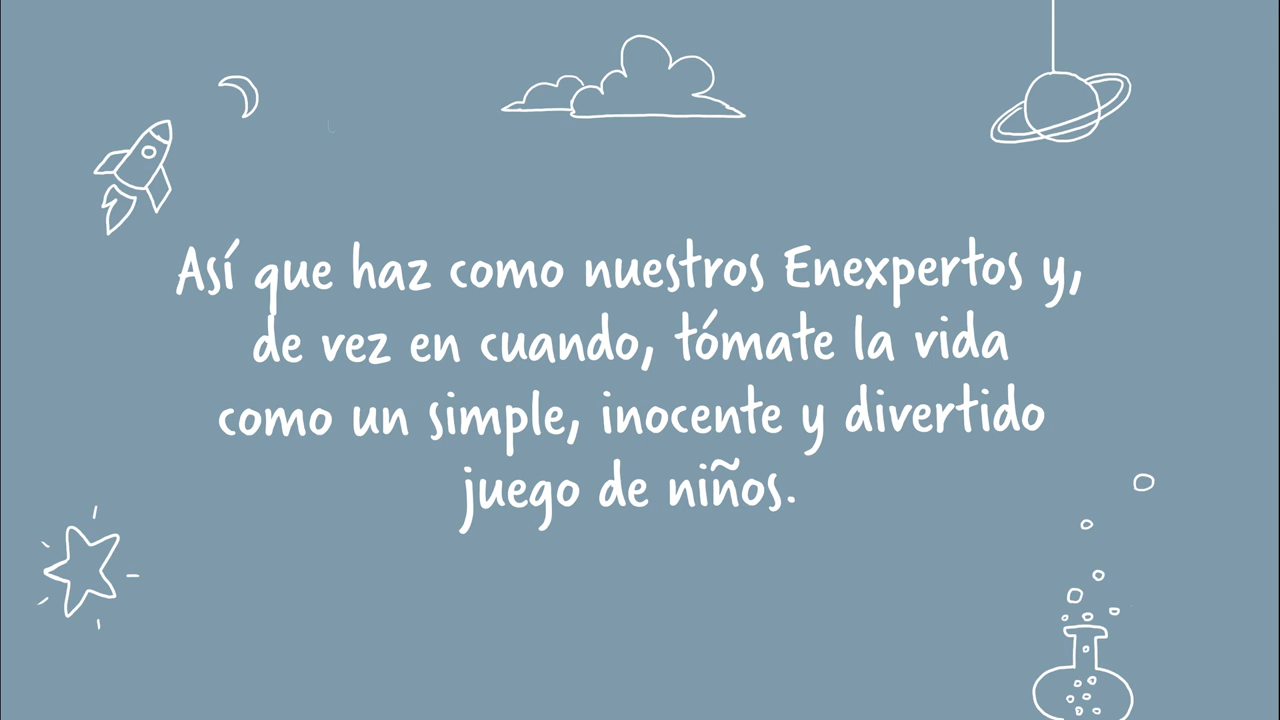 Así que haz como nuestros Enexpertos y,
de vez en cuando, tómate la vida
como un simple, inocente y divertido
juego de niños.